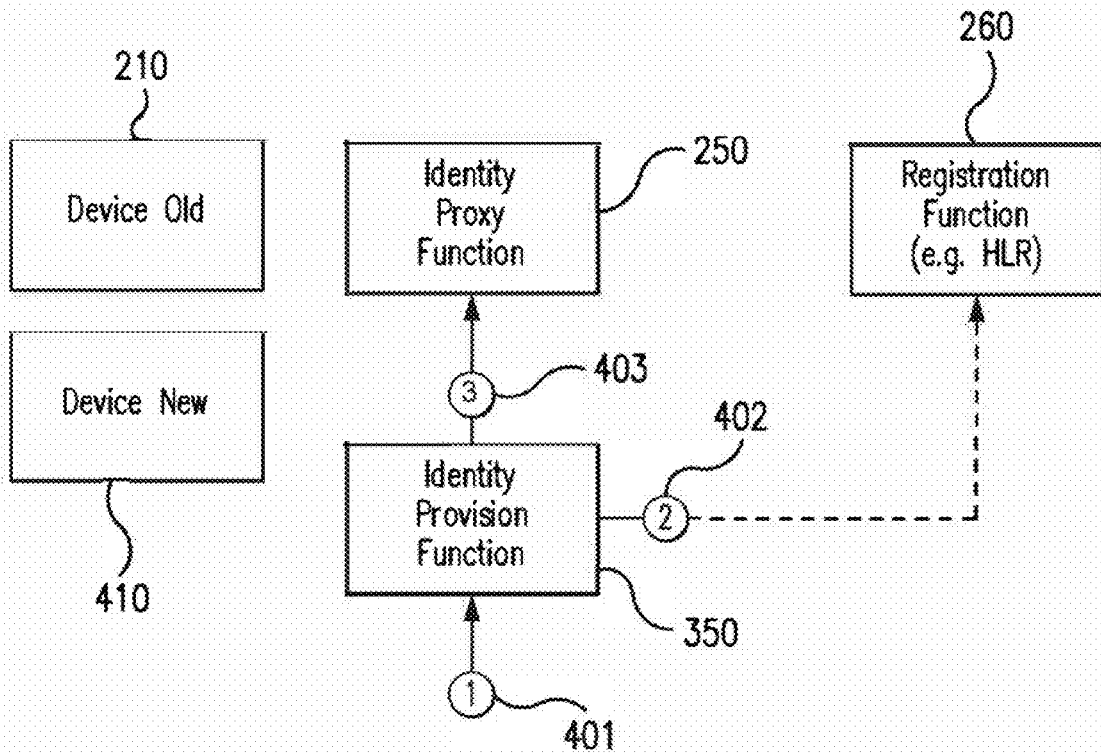 260
210
250
Device Old
Identity
Proxy
Function
Registration
Function
(e.g. HLR)
3
403
Device New
402
Identity
Provision
Function
2
410
350
1
401